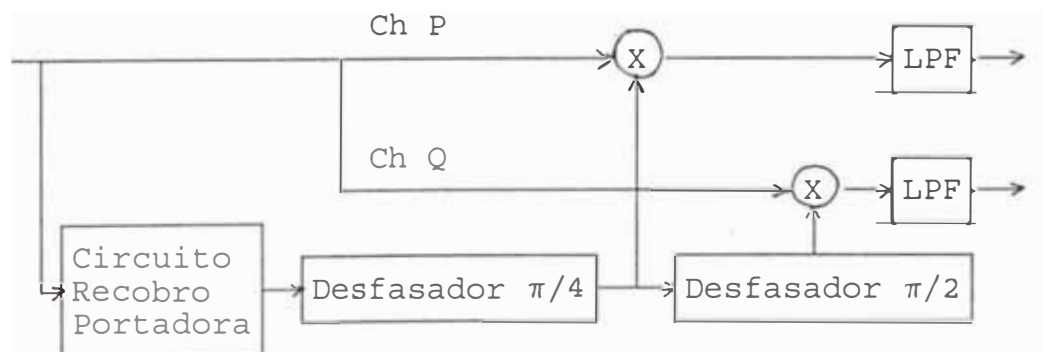 Ch P
X
LPF
Ch Q
X
LPF
Circuito
Recobro
Portadora
Desfasador π/4
Desfasador π/2